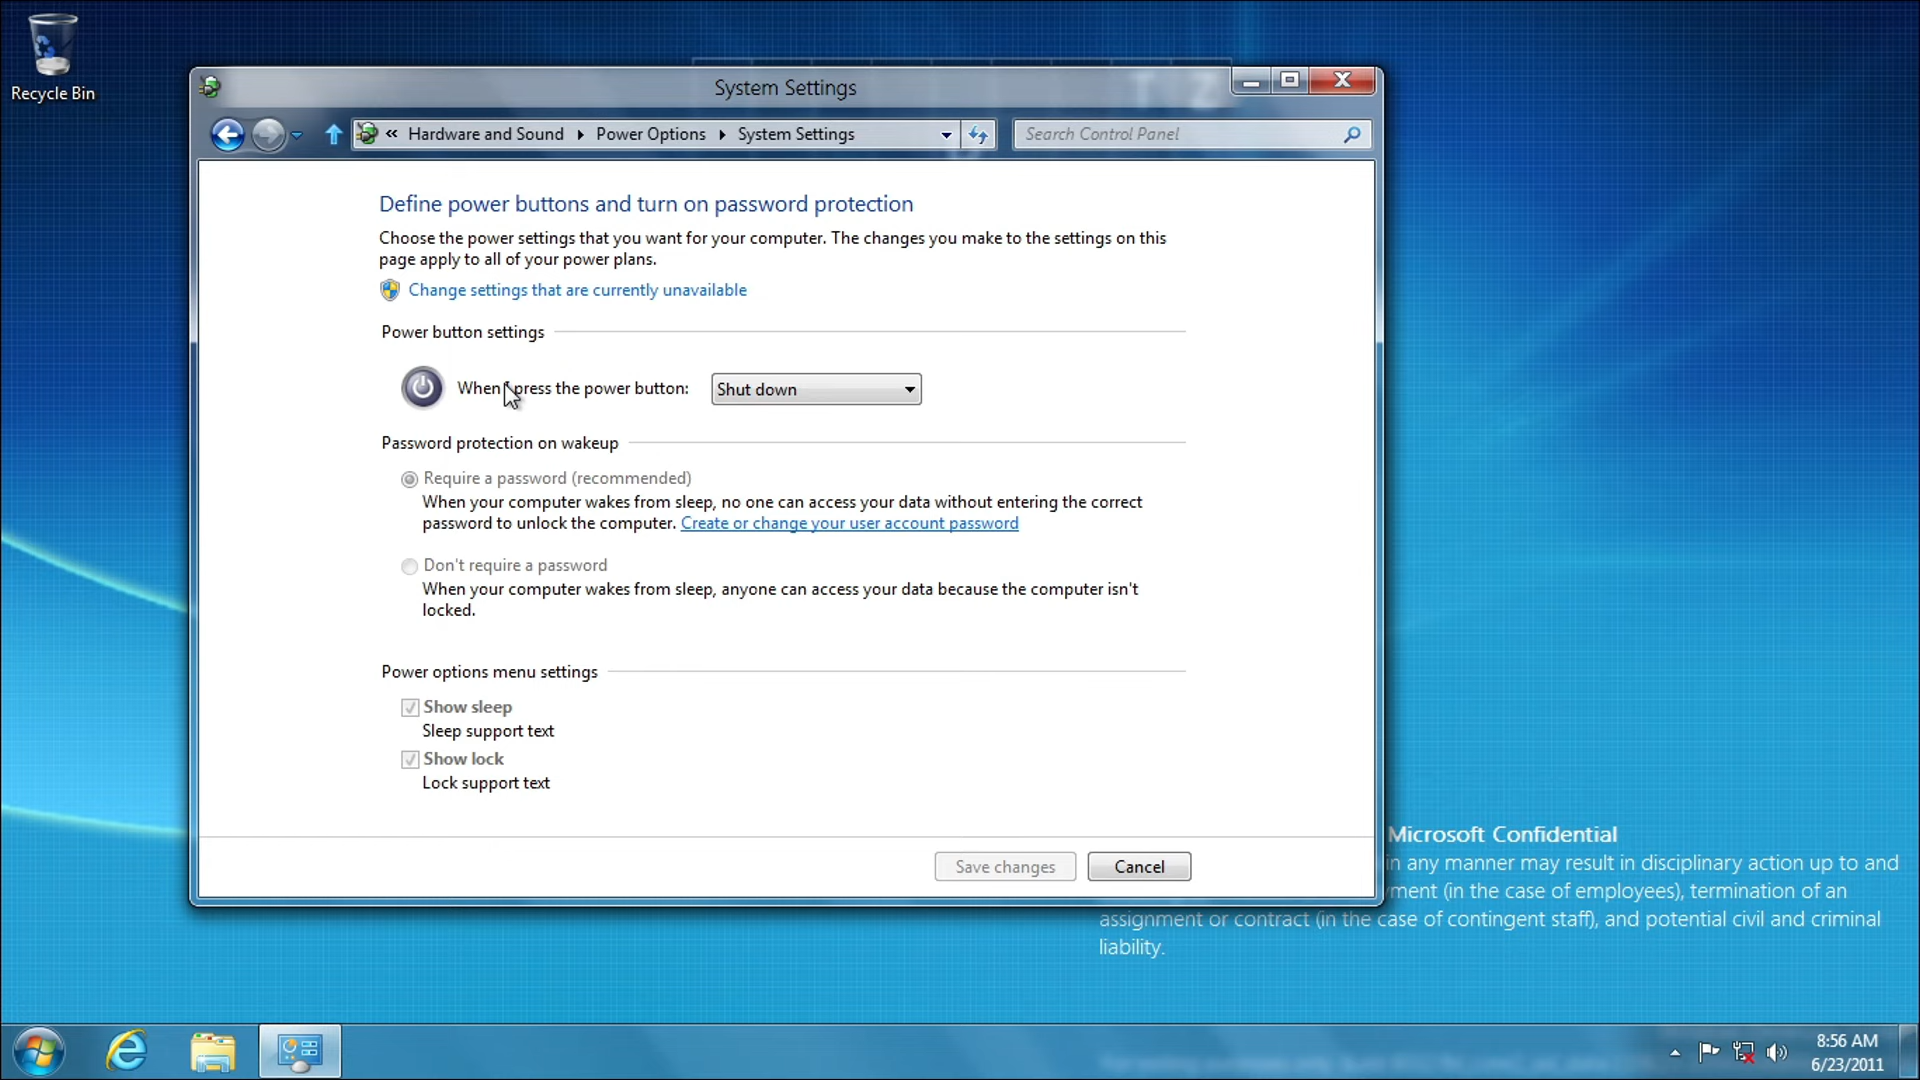 Recycle Bin
System Settings
« Hardware and Sound Power Options System Settings
Search Control Panel
Define power buttons and turn on password protection
Choose the power settings that you want for your computer. The changes you make to the settings on this
page apply to all of your power plans.
Change settings that are currently unavailable
Power button settings
When I press the power button:
Shut down
Password protection on wakeup
Require a password (recommended)
When your computer wakes from sleep, no one can access your data without entering the correct
password to unlock the computer. Create or change your user account password
Don't require a password
When your computer wakes from sleep, anyone can access your data because the computer isn't
locked.
Power options menu settings
Show sleep
Sleep support text
Show lock
Lock support text
Save changes
Cancel
Microsoft Confidential
in any manner may result in disciplinary action up to and
(in the case of employees), termination of an
assignment or contract (in the case of contingent staff), and potential civil and criminal
liability.
8:56 AM
6/23/2011